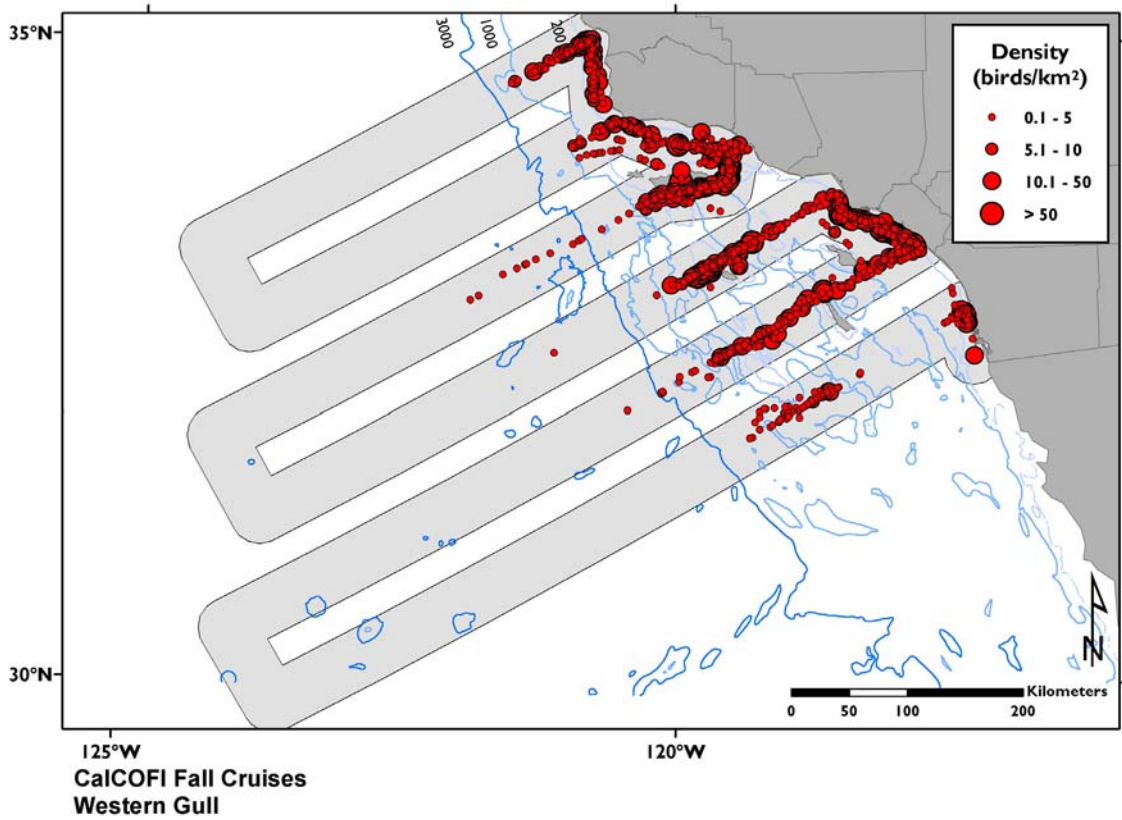 35°N
3000
1000
200
Density
(birds/km²)
0.1 - 5
5.1 - 10
10.1 - 50
> 50
N
30°N
Kilometers
0 50 100 200
125°W 120°W
CalCOFI Fall Cruises
Western Gull